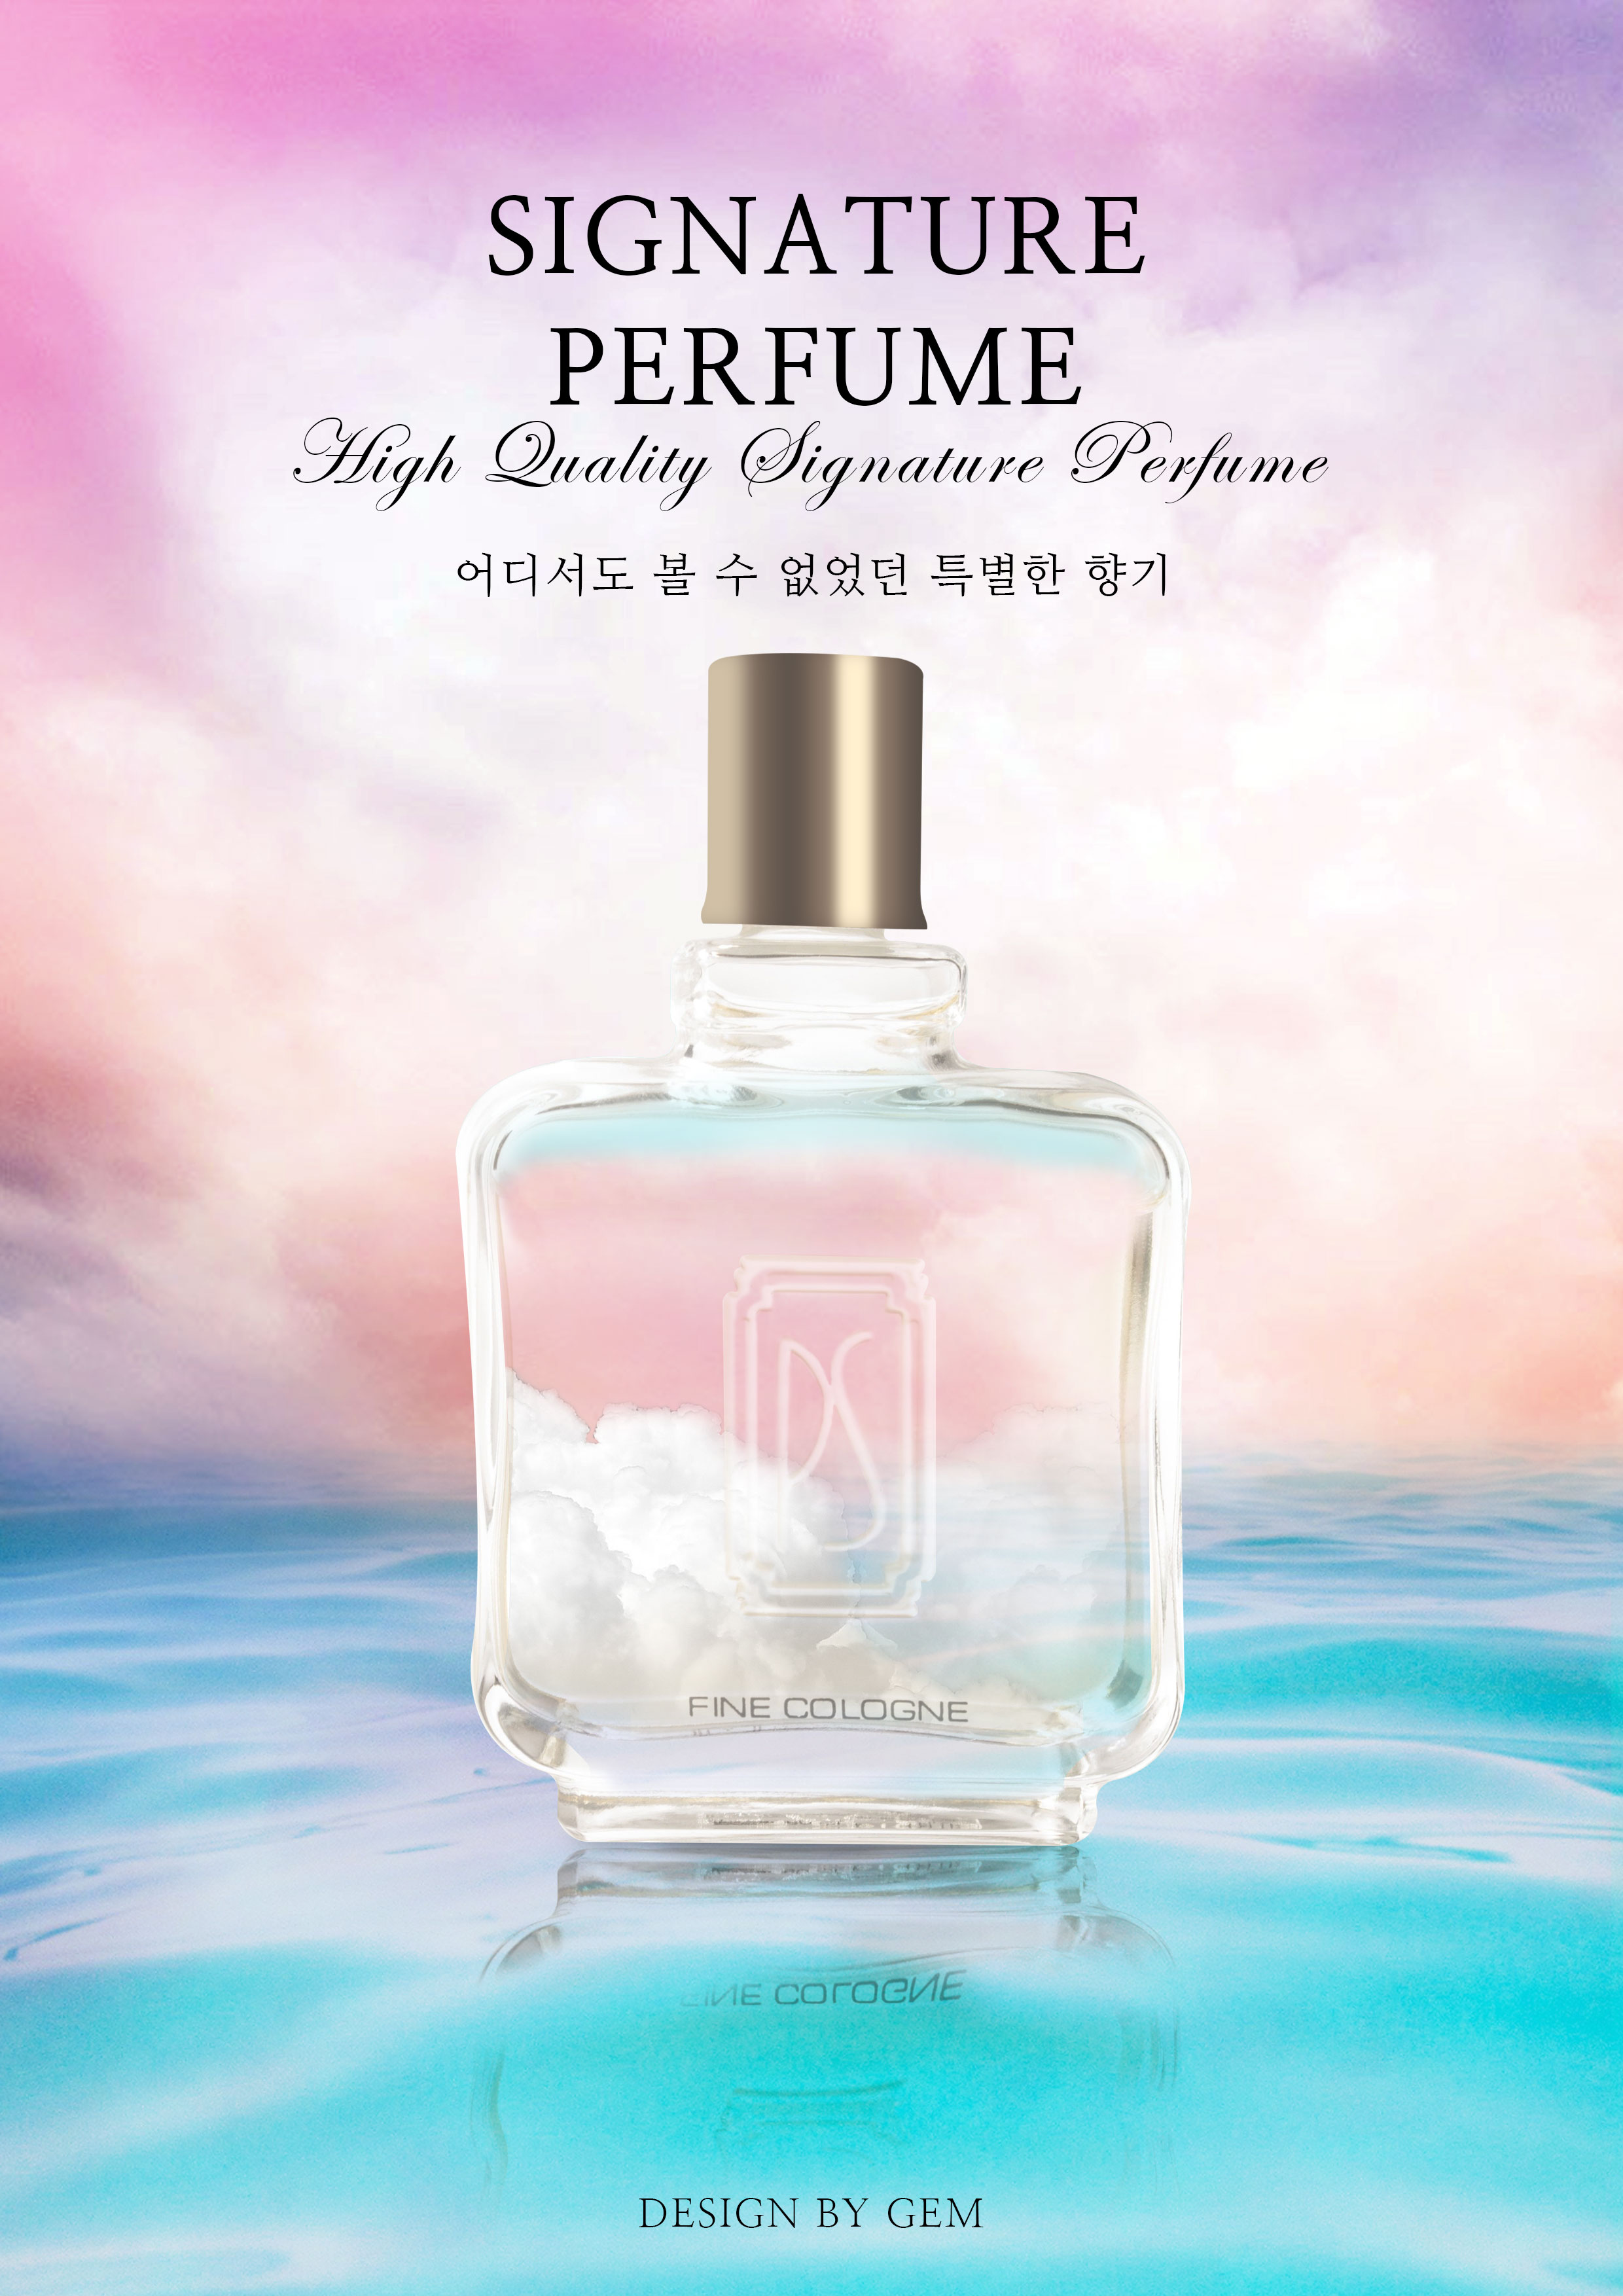 SIGNATURE
PERFUME
High Quality Signature Perfume
어디서도 볼 수 없었던 특별한 향기
FINE COLOGNE
DESIGN BY GEM